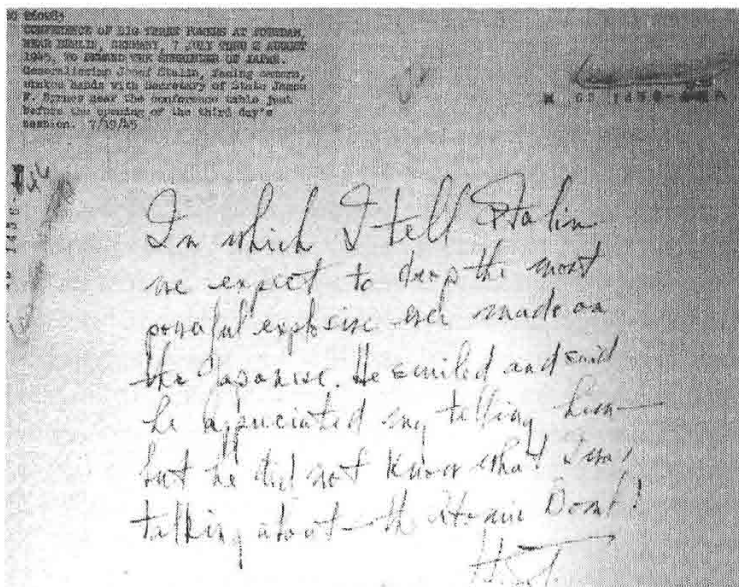 CONFERENCE OF BIG THREE POWERS AT POTSDAM,
NEAR BERLIN, GERMANY, 7 JULY THRU 2 AUGUST
1945, TO DEMAND THE SURRENDER OF JAPAN.
Generalissimo Josef Stalin, facing camera,
shakes hands with Secretary of State James
F. Byrnes near the conference table just
before the opening of the third day's
session. 7/19/45
In which I tell Stalin
we expect to drop the most
powerful explosive ever made on
the Japanese. He smiled and said
he appreciated my telling him—
but he did not know what I was
talking about—the Atomic Bomb!
H.S.T.